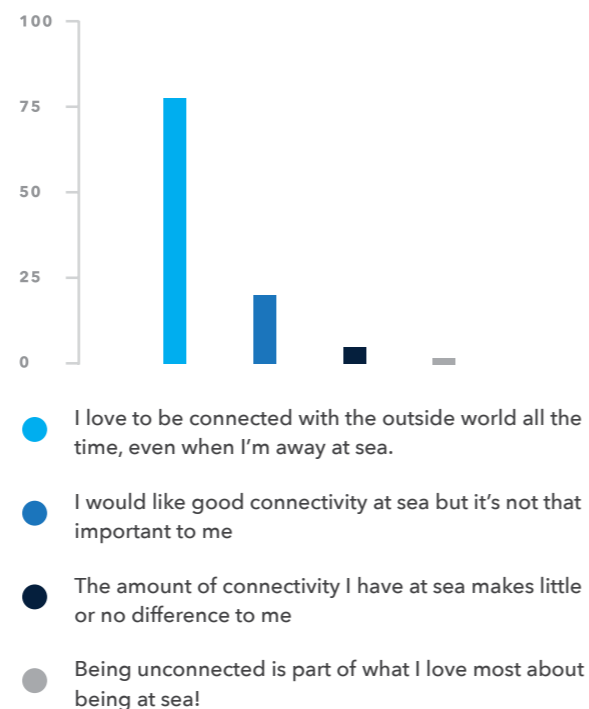 100
75
50
25
0
I love to be connected with the outside world all the
time, even when I’m away at sea.
I would like good connectivity at sea but it’s not that
important to me
The amount of connectivity I have at sea makes little
or no difference to me
Being unconnected is part of what I love most about
being at sea!